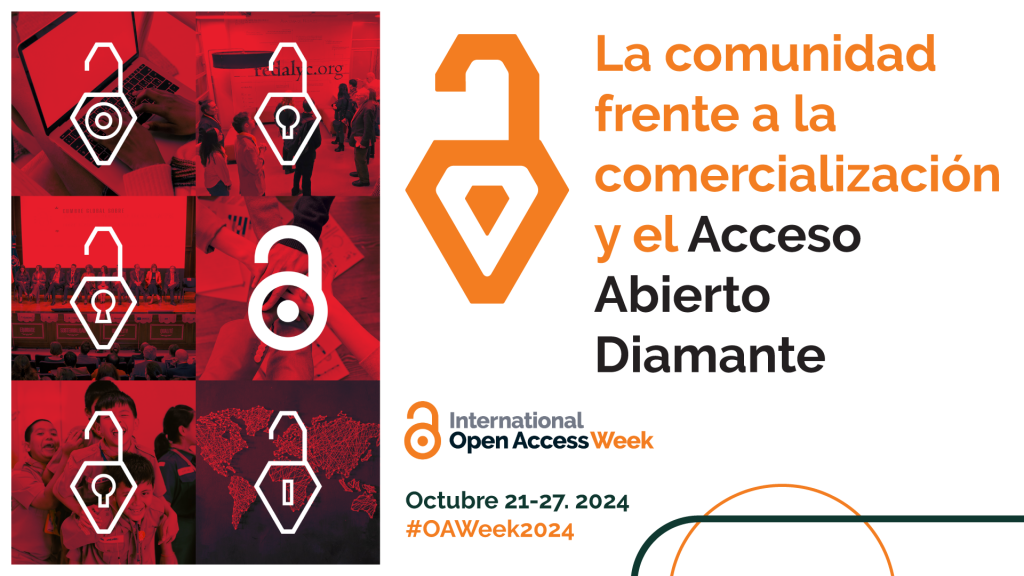 redalyc.org
La comunidad
frente a la
comercialización
y el Acceso
Abierto
Diamante
International
Open Access Week
Octubre 21-27. 2024
#OAWeek2024